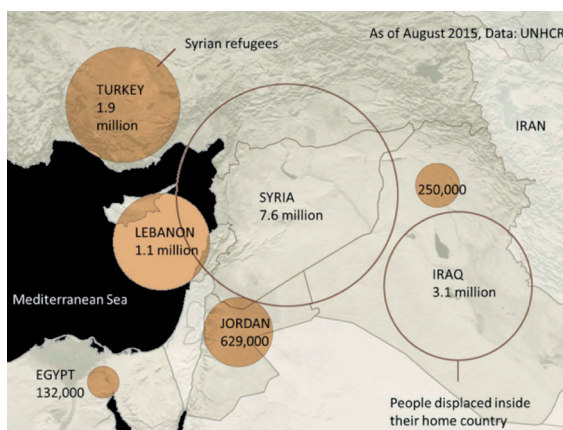 As of August 2015, Data: UNHCR
Syrian refugees
TURKEY
1.9
million
IRAN
250,000
SYRIA
7.6 million
LEBANON
1.1 million
IRAQ
3.1 million
Mediterranean Sea
JORDAN
629,000
EGYPT
132,000
People displaced inside
their home country